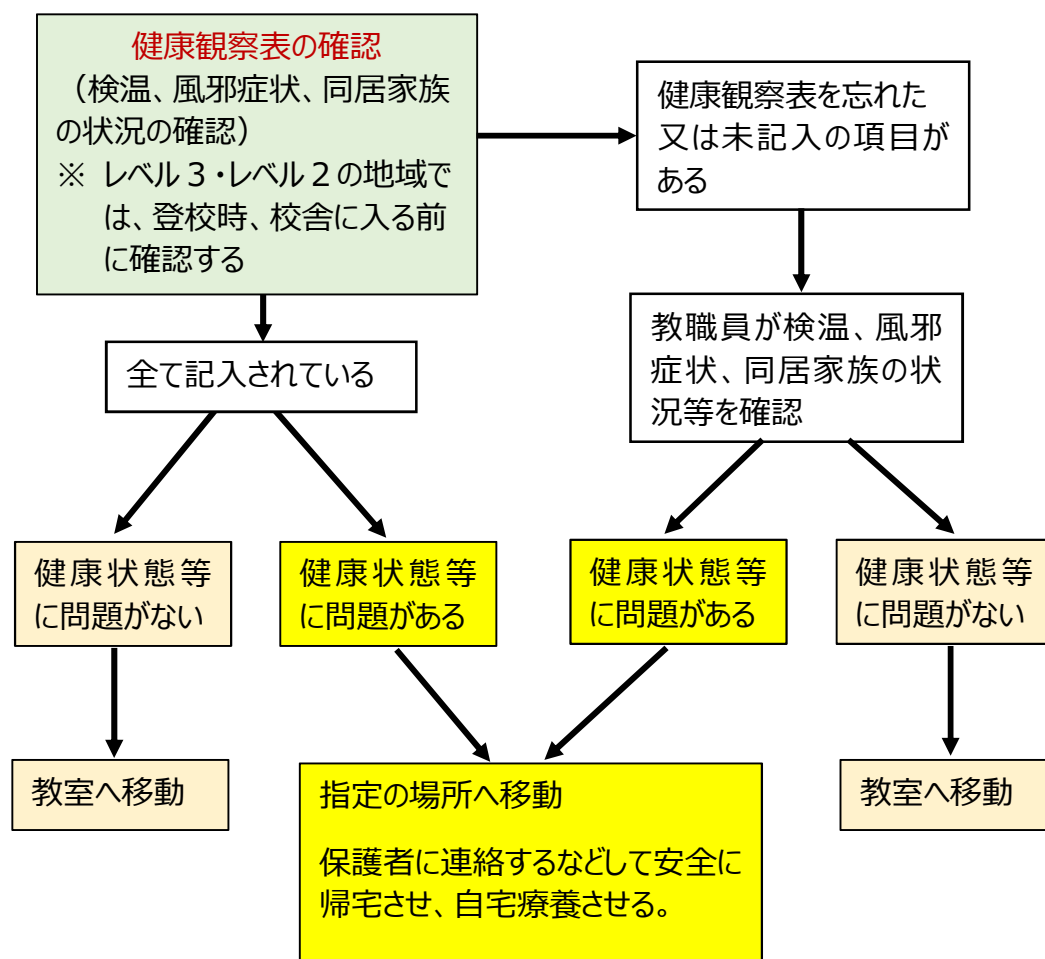 健康観察表の確認
（検温、風邪症状、同居家族
の状況の確認）
※ レベル３・レベル２の地域で
は、登校時、校舎に入る前
に確認する
健康観察表を忘れた
又は未記入の項目が
ある
全て記入されている
教職員が検温、風邪
症状、同居家族の状
況等を確認
健康状態等
に問題がない
健康状態等
に問題がある
健康状態等
に問題がある
健康状態等
に問題がない
教室へ移動
指定の場所へ移動
保護者に連絡するなどして安全に
帰宅させ、自宅療養させる。
教室へ移動